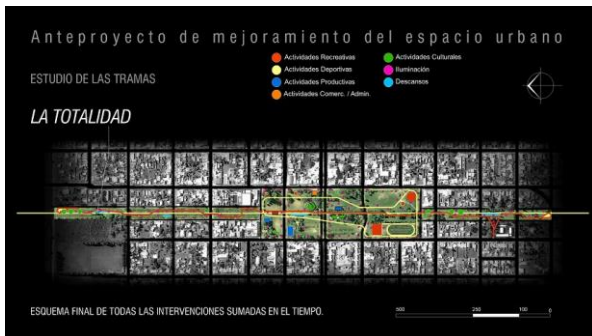 Anteproyecto de mejoramiento del espacio urbano
ESTUDIO DE LAS TRAMAS
Actividades Recreativas
Actividades Deportivas
Actividades Productivas
Actividades Comerc. / Admin.
Actividades Culturales
Iluminación
Descansos
LA TOTALIDAD
ESQUEMA FINAL DE TODAS LAS INTERVENCIONES SUMADAS EN EL TIEMPO.
500 250 100 0